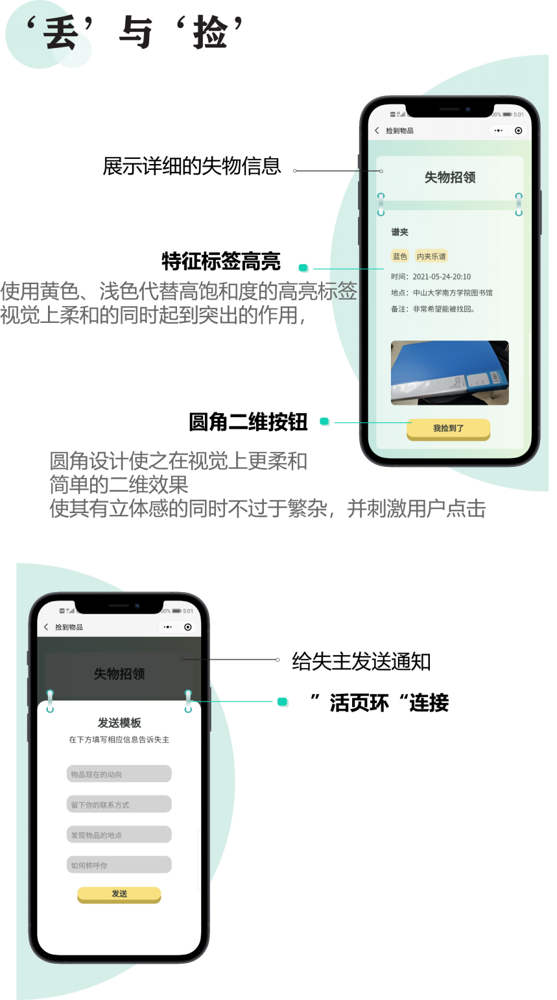 ‘丢’与‘捡’
5:01
捡到物品
展示详细的失物信息
失物招领
谱夹
特征标签高亮
蓝色 内夹乐谱
使用黄色、浅色代替高饱和度的高亮标签
视觉上柔和的同时起到突出的作用，
时间：2021-05-24-20:10
地点：中山大学南方学院图书馆
备注：非常希望能被找回。
圆角二维按钮
我捡到了
圆角设计使之在视觉上更柔和
简单的二维效果
使其有立体感的同时不过于繁杂，并刺激用户点击
5:01
捡到物品
失物招领
给失主发送通知
”活页环“连接
发送模板
在下方填写相应信息告诉失主
物品现在的动向
留下你的联系方式
发现物品的地点
如何称呼你
发送